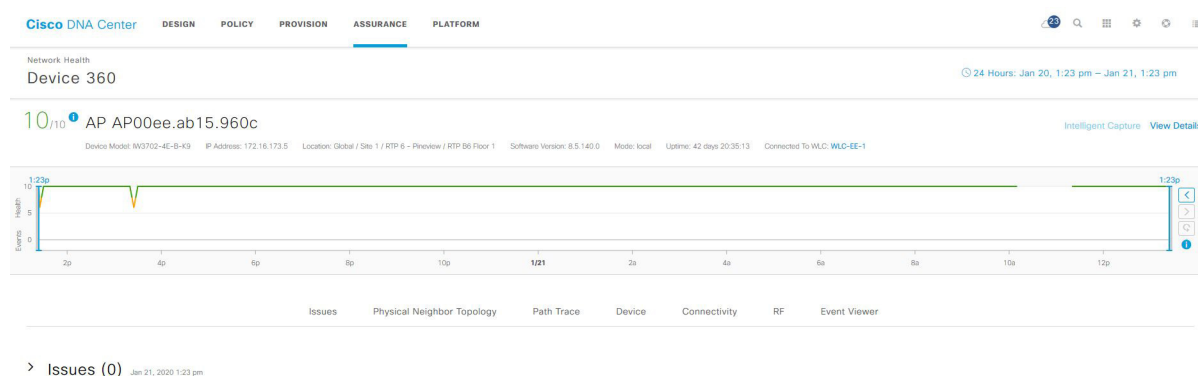 Cisco DNA Center DESIGN POLICY PROVISION ASSURANCE PLATFORM 23
Network Health
Device 360
24 Hours: Jan 20, 1:23 pm – Jan 21, 1:23 pm
10/10 i AP AP00ee.ab15.960c
Intelligent Capture View Details
Device Model: IW3702-4E-B-K9 IP Address: 172.16.173.5 Location: Global / Site 1 / RTP 6 - Pineview / RTP B6 Floor 1 Software Version: 8.5.140.0 Mode: local Uptime: 42 days 20:35:13 Connected To WLC: WLC-EE-1
1:23p 1:23p
10
Health
5
Events
0
2p 4p 6p 8p 10p 1/21 2a 4a 6a 8a 10a 12p
Issues Physical Neighbor Topology Path Trace Device Connectivity RF Event Viewer
Issues (0) Jan 21, 2020 1:23 pm